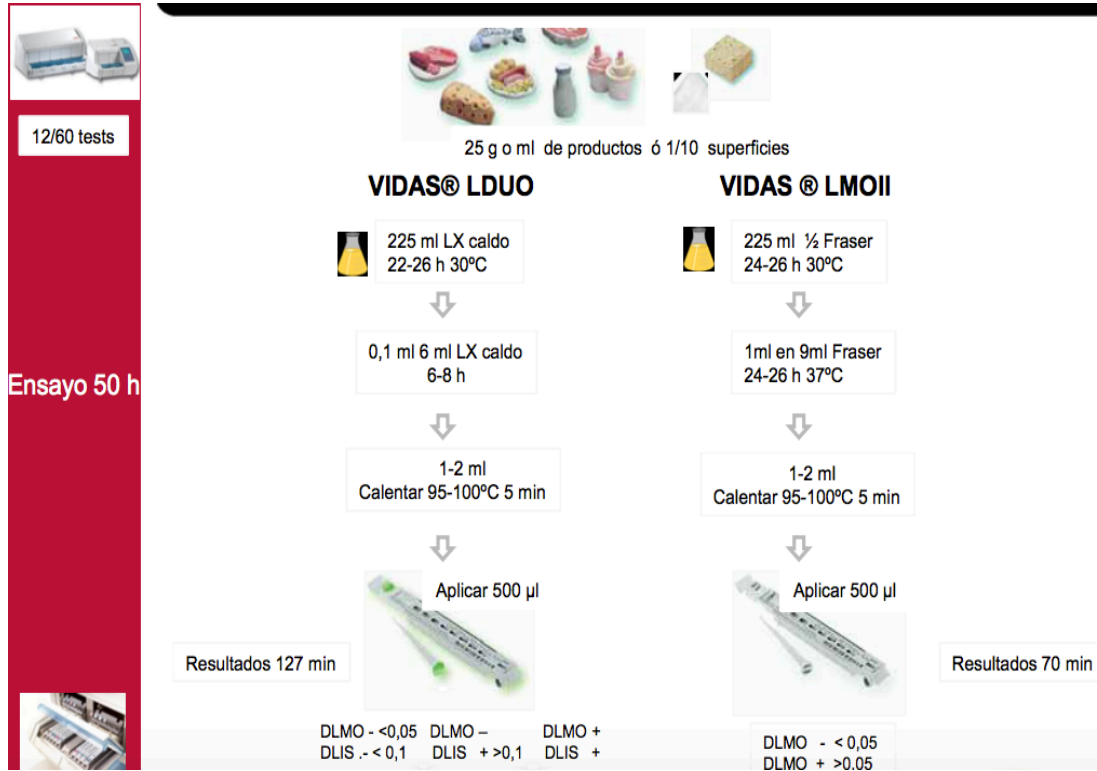 12/60 tests
Ensayo 50 h
25 g o ml de productos ó 1/10 superficies
VIDAS® LDUO
225 ml LX caldo
22-26 h 30ºC
0,1 ml 6 ml LX caldo
6-8 h
1-2 ml
Calentar 95-100ºC 5 min
Aplicar 500 µl
Resultados 127 min
DLMO - <0,05 DLMO – DLMO +
DLIS .- < 0,1 DLIS + >0,1 DLIS +
VIDAS ® LMOII
225 ml ½ Fraser
24-26 h 30ºC
1ml en 9ml Fraser
24-26 h 37ºC
1-2 ml
Calentar 95-100ºC 5 min
Aplicar 500 µl
Resultados 70 min
DLMO - < 0,05
DLMO + >0.05